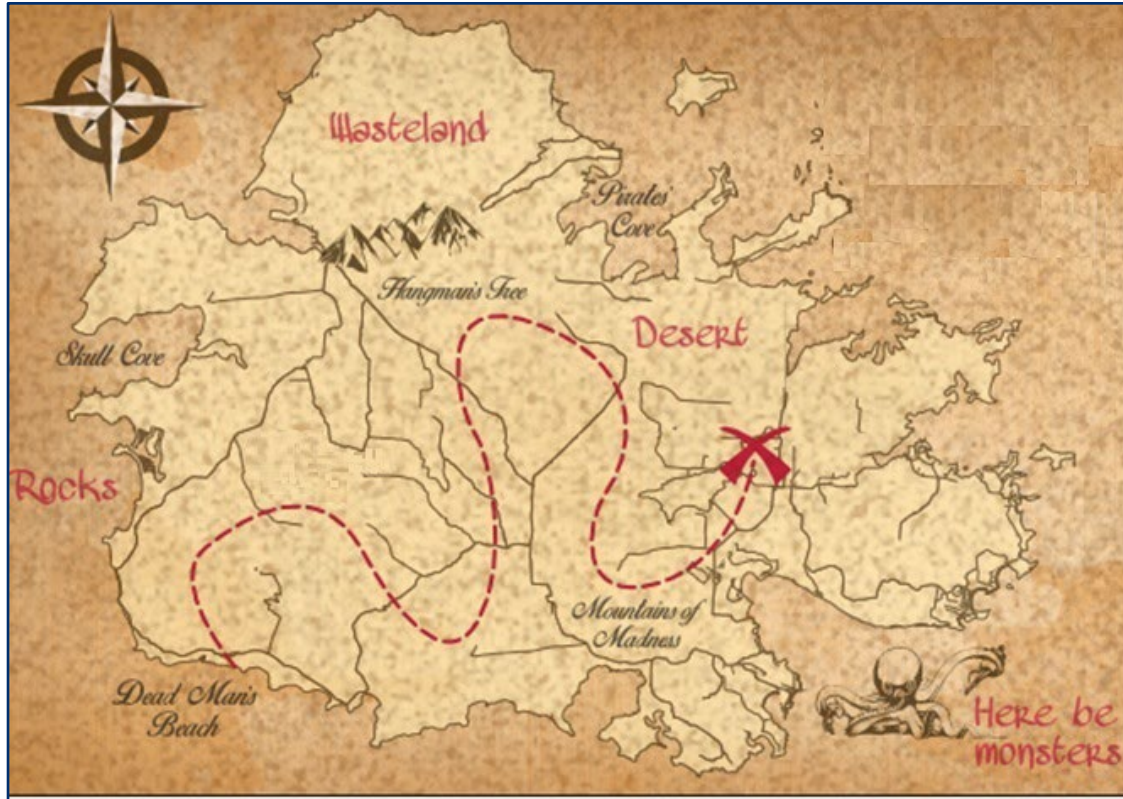 Wasteland
Pirates'
Cove
Hangman's Tree
Desert
Skull Cove
Rocks
Mountains of
Madness
Dead Man's
Beach
Here be
monsters